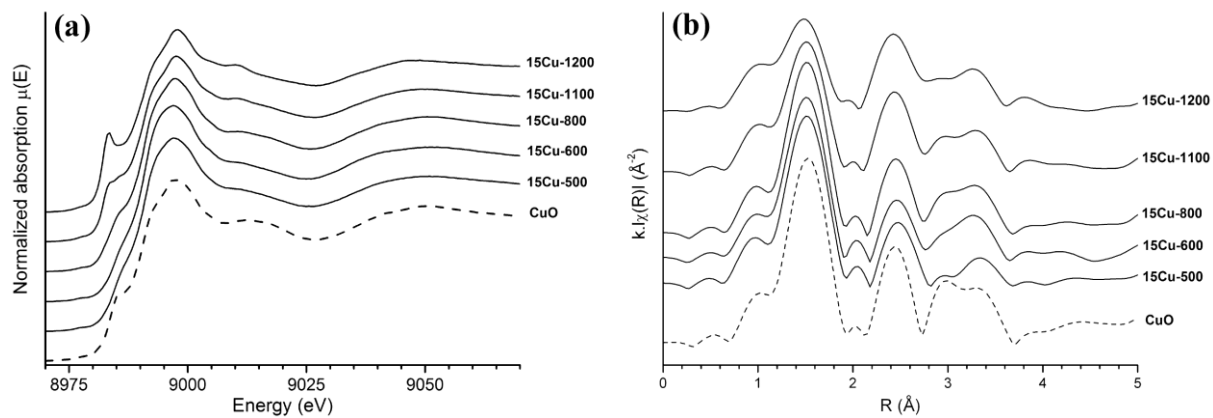 (a)
Normalized absorption μ(E)
15Cu-1200
15Cu-1100
15Cu-800
15Cu-600
15Cu-500
CuO
8975 9000 9025 9050
Energy (eV)
(b)
k.|χ(R)| (Å⁻²)
15Cu-1200
15Cu-1100
15Cu-800
15Cu-600
15Cu-500
CuO
0 1 2 3 4 5
R (Å)